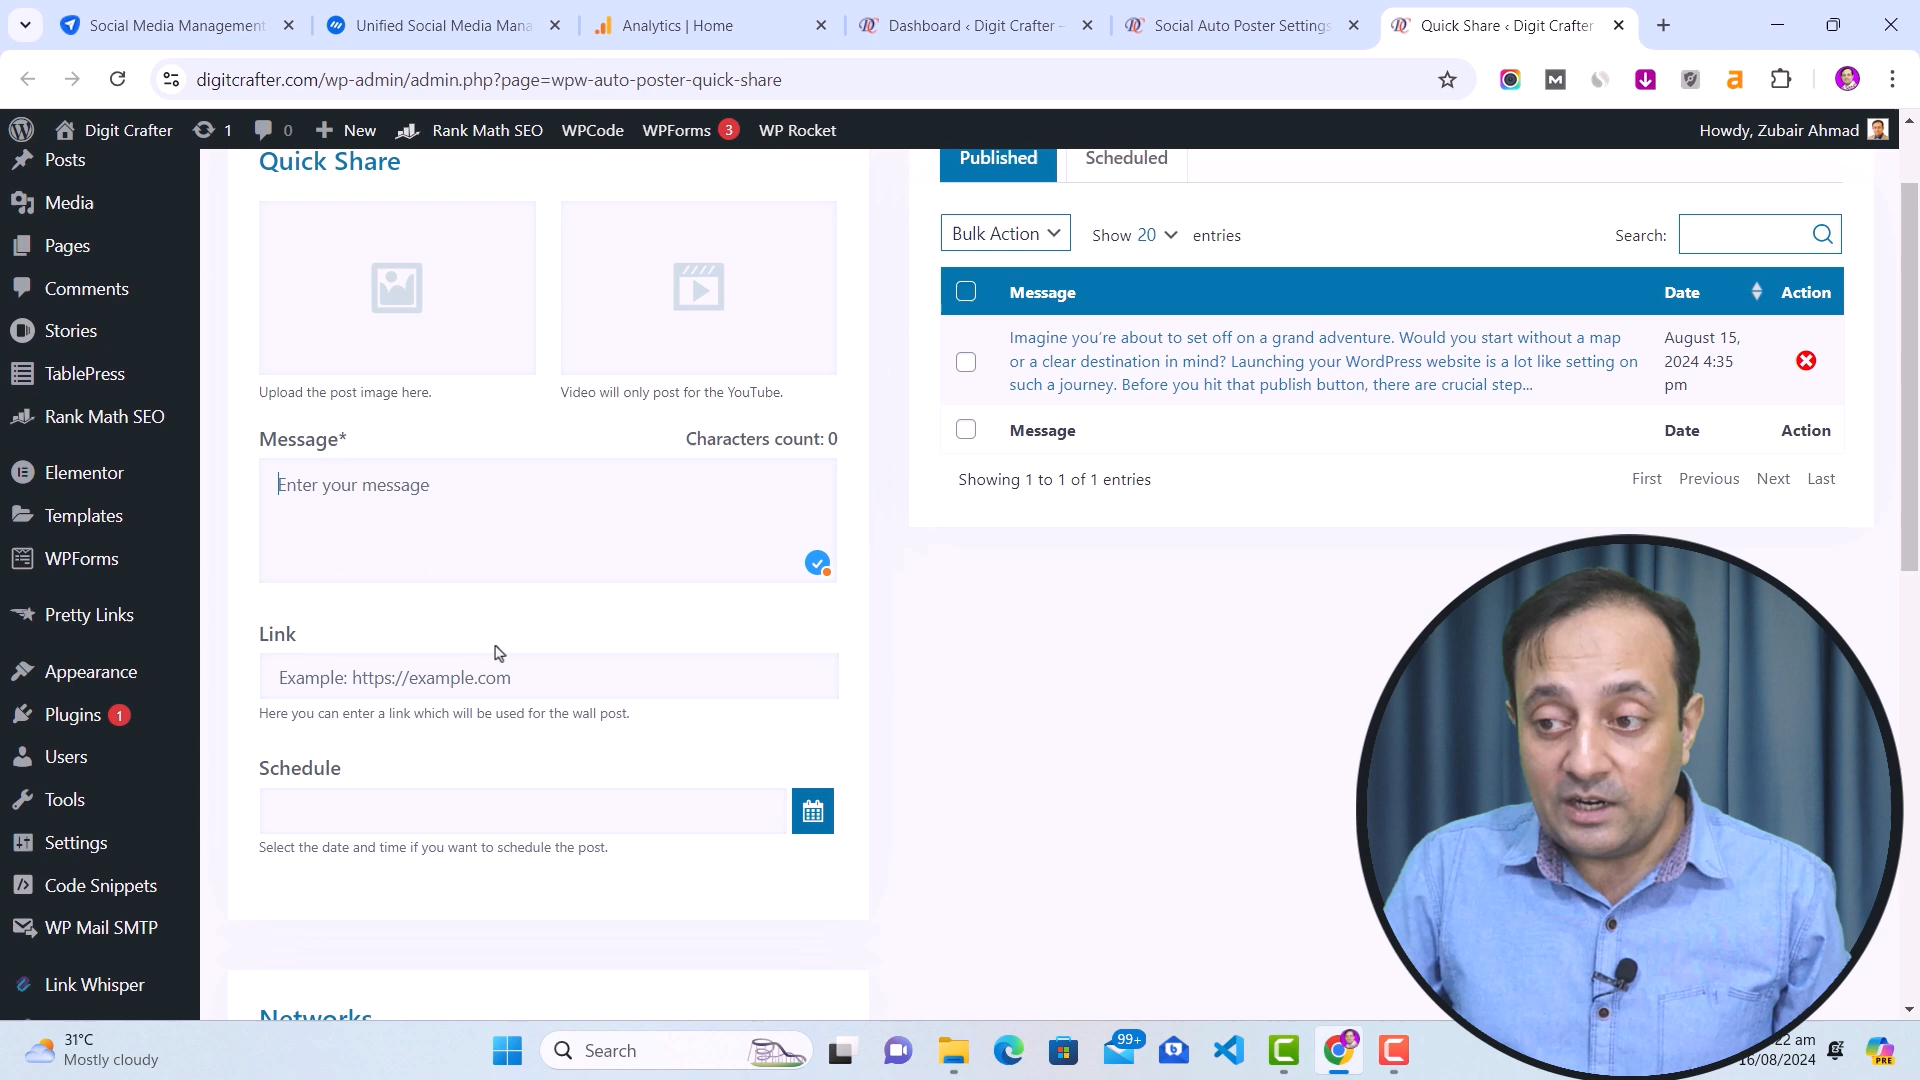 Social Media Management
Unified Social Media Mana
Analytics | Home
Dashboard ‹ Digit Crafter –
Social Auto Poster Settings
Quick Share ‹ Digit Crafter
digitcrafter.com/wp-admin/admin.php?page=wpw-auto-poster-quick-share
Digit Crafter
1
0
New
Rank Math SEO
WPCode
WPForms 3
WP Rocket
Howdy, Zubair Ahmad
Posts
Media
Pages
Comments
Stories
TablePress
Rank Math SEO
Elementor
Templates
WPForms
Pretty Links
Appearance
Plugins 1
Users
Tools
Settings
Code Snippets
WP Mail SMTP
Link Whisper
Quick Share
Upload the post image here.
Video will only post for the YouTube.
Message*
Characters count: 0
Enter your message
Link
Example: https://example.com
Here you can enter a link which will be used for the wall post.
Schedule
Select the date and time if you want to schedule the post.
Networks
Published
Scheduled
Bulk Action
Show 20 entries
Search:
Message
Date
Action
Imagine you're about to set off on a grand adventure. Would you start without a map
or a clear destination in mind? Launching your WordPress website is a lot like setting on
such a journey. Before you hit that publish button, there are crucial step...
August 15,
2024 4:35
pm
Message
Date
Action
Showing 1 to 1 of 1 entries
First
Previous
Next
Last
31°C
Mostly cloudy
Search
99+
PRE
22 am
16/08/2024